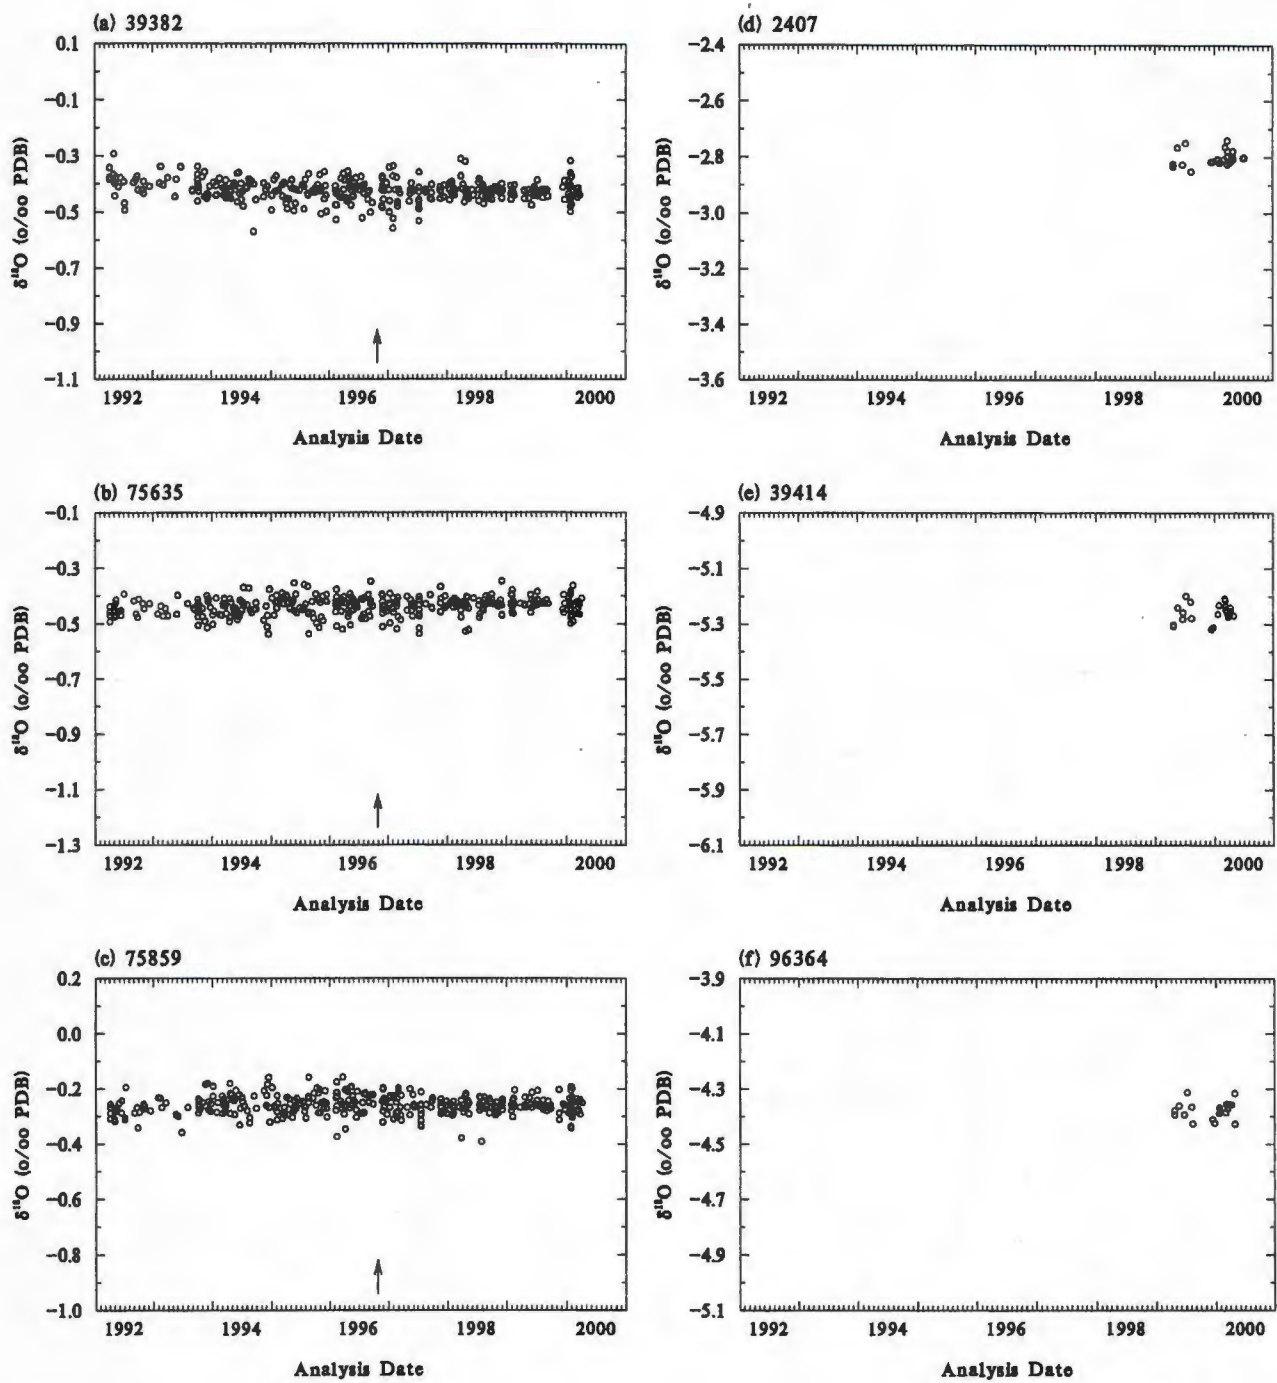 (a) 39382
0.1
−0.1
−0.3
−0.5
−0.7
−0.9
−1.1
δ¹⁸O (o/oo PDB)
1992 1994 1996 1998 2000
Analysis Date
(d) 2407
−2.4
−2.6
−2.8
−3.0
−3.2
−3.4
−3.6
δ¹⁸O (o/oo PDB)
1992 1994 1996 1998 2000
Analysis Date
(b) 75635
−0.1
−0.3
−0.5
−0.7
−0.9
−1.1
−1.3
δ¹⁸O (o/oo PDB)
1992 1994 1996 1998 2000
Analysis Date
(e) 39414
−4.9
−5.1
−5.3
−5.5
−5.7
−5.9
−6.1
δ¹⁸O (o/oo PDB)
1992 1994 1996 1998 2000
Analysis Date
(c) 75859
0.2
0.0
−0.2
−0.4
−0.6
−0.8
−1.0
δ¹⁸O (o/oo PDB)
1992 1994 1996 1998 2000
Analysis Date
(f) 96364
−3.9
−4.1
−4.3
−4.5
−4.7
−4.9
−5.1
δ¹⁸O (o/oo PDB)
1992 1994 1996 1998 2000
Analysis Date